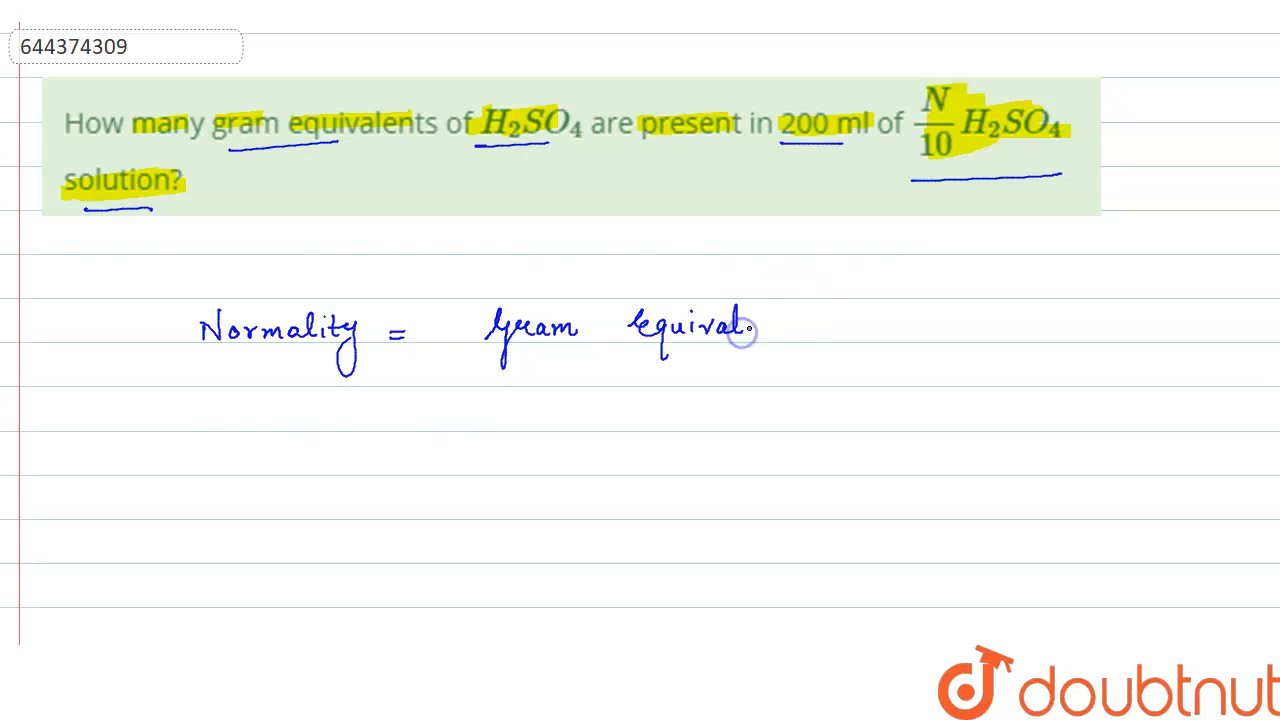 644374309
How many gram equivalents of H₂SO₄ are present in 200 ml of N/10 H₂SO₄
solution?
Normality = Gram Equival
doubtnut